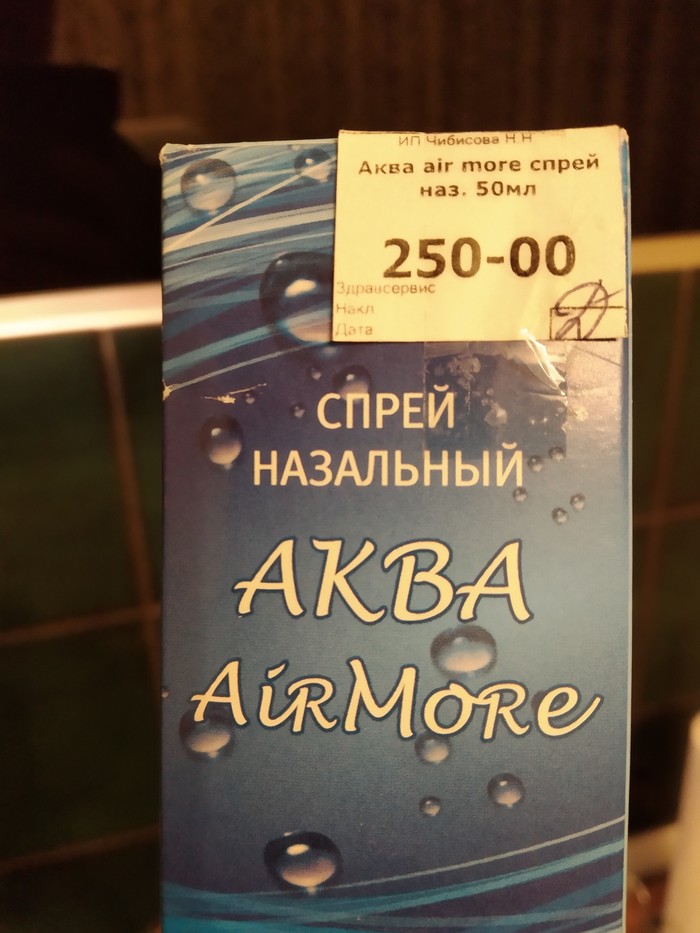 ИП Чибисова Н.Н
Аква air more спрей
наз. 50мл
250-00
Здравсервис
Накл
Дата
СПРЕЙ
НАЗАЛЬНЫЙ
АКВА
AiRMoRe